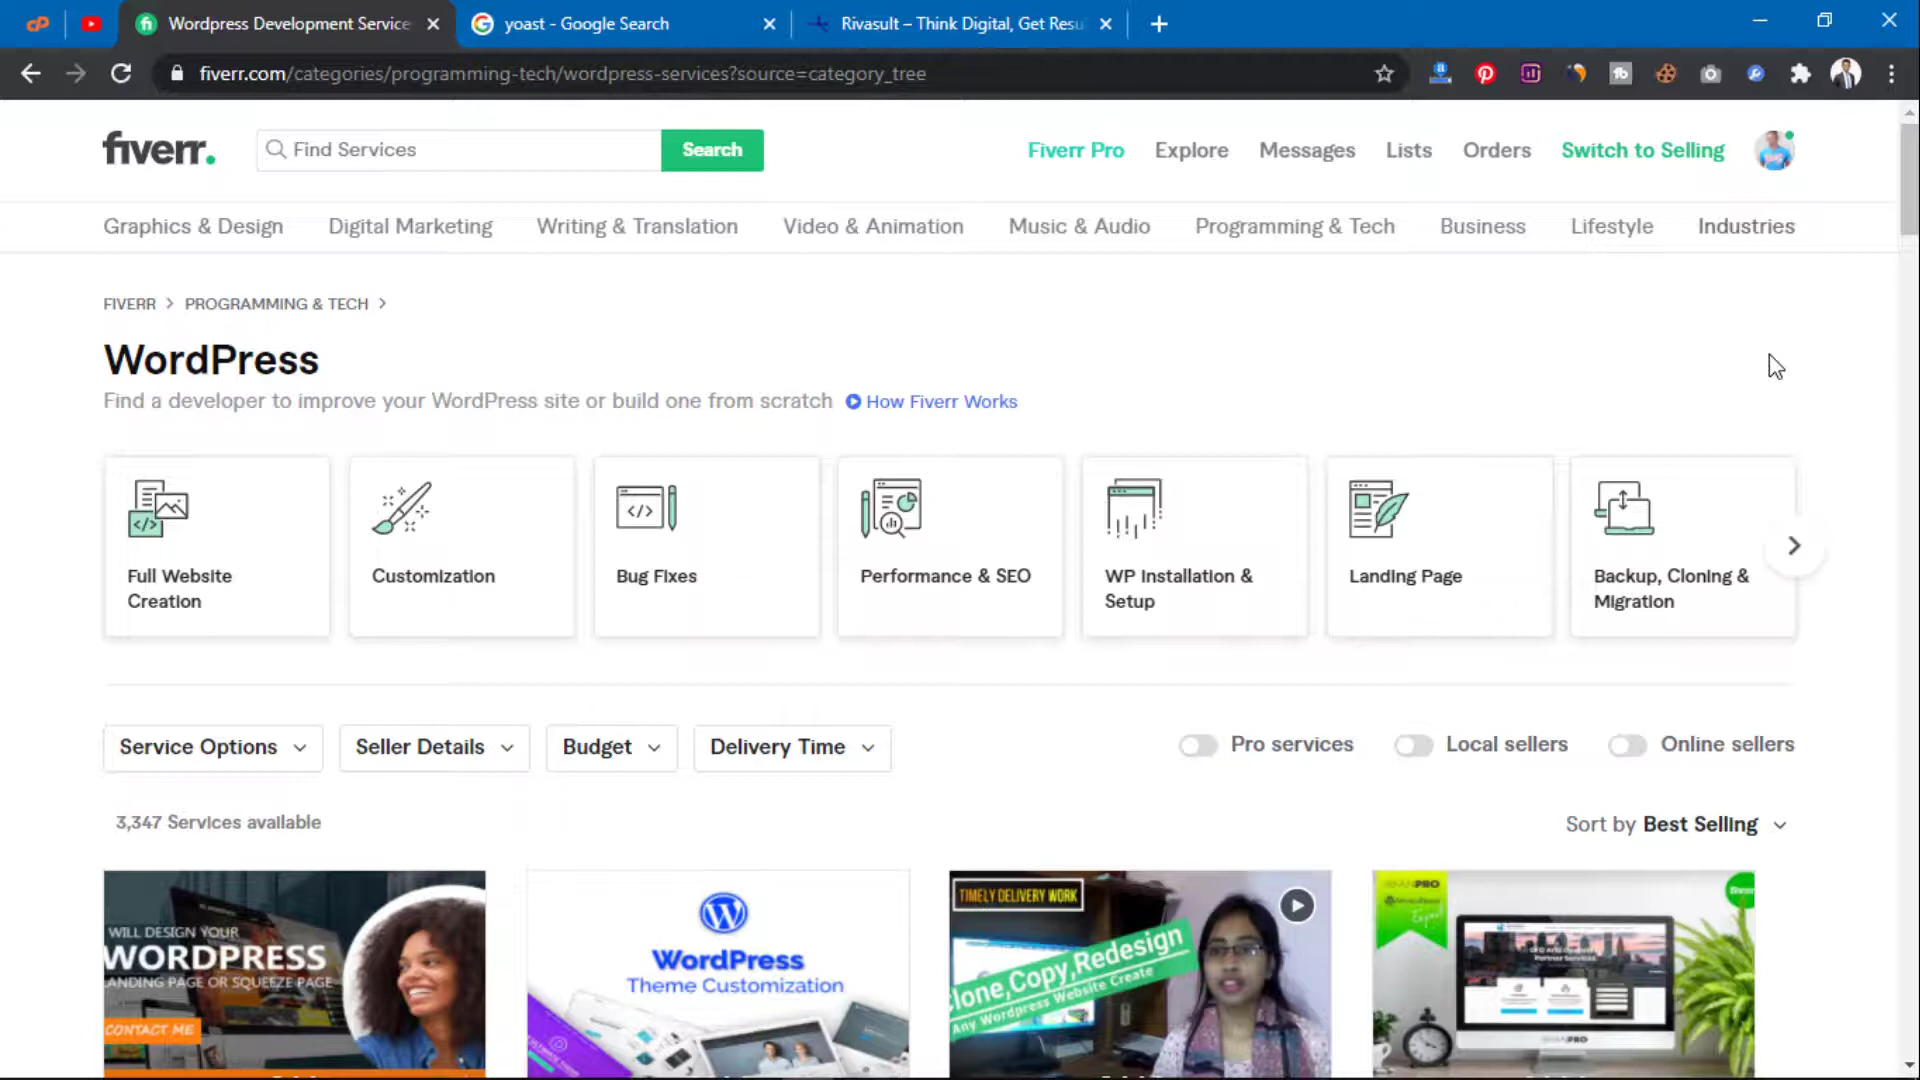 Wordpress Development Service
yoast - Google Search
Rivasult – Think Digital, Get Resu
fiverr.com/categories/programming-tech/wordpress-services?source=category_tree
fiverr.
Find Services
Search
Fiverr Pro
Explore
Messages
Lists
Orders
Switch to Selling
Graphics & Design
Digital Marketing
Writing & Translation
Video & Animation
Music & Audio
Programming & Tech
Business
Lifestyle
Industries
FIVERR > PROGRAMMING & TECH >
WordPress
Find a developer to improve your WordPress site or build one from scratch
How Fiverr Works
Full Website
Creation
Customization
Bug Fixes
Performance & SEO
WP Installation &
Setup
Landing Page
Backup, Cloning &
Migration
Service Options
Seller Details
Budget
Delivery Time
Pro services
Local sellers
Online sellers
3,347 Services available
Sort by Best Selling
WILL DESIGN YOUR
WORDPRESS
LANDING PAGE OR SQUEEZE PAGE
CONTACT ME
WordPress
Theme Customization
TIMELY DELIVERY WORK
Clone,Copy,Redesign
Any Wordpress Website Create
Expert
fiverr